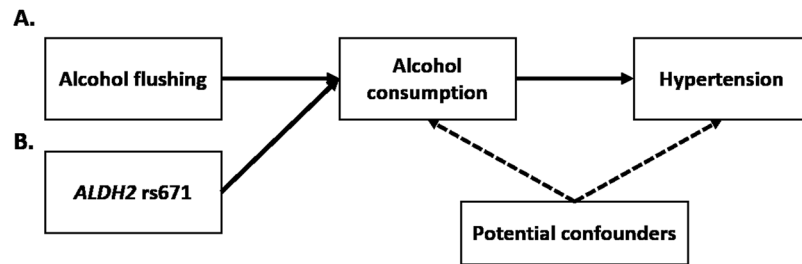 A.
Alcohol flushing
Alcohol
consumption
Hypertension
B.
ALDH2 rs671
Potential confounders